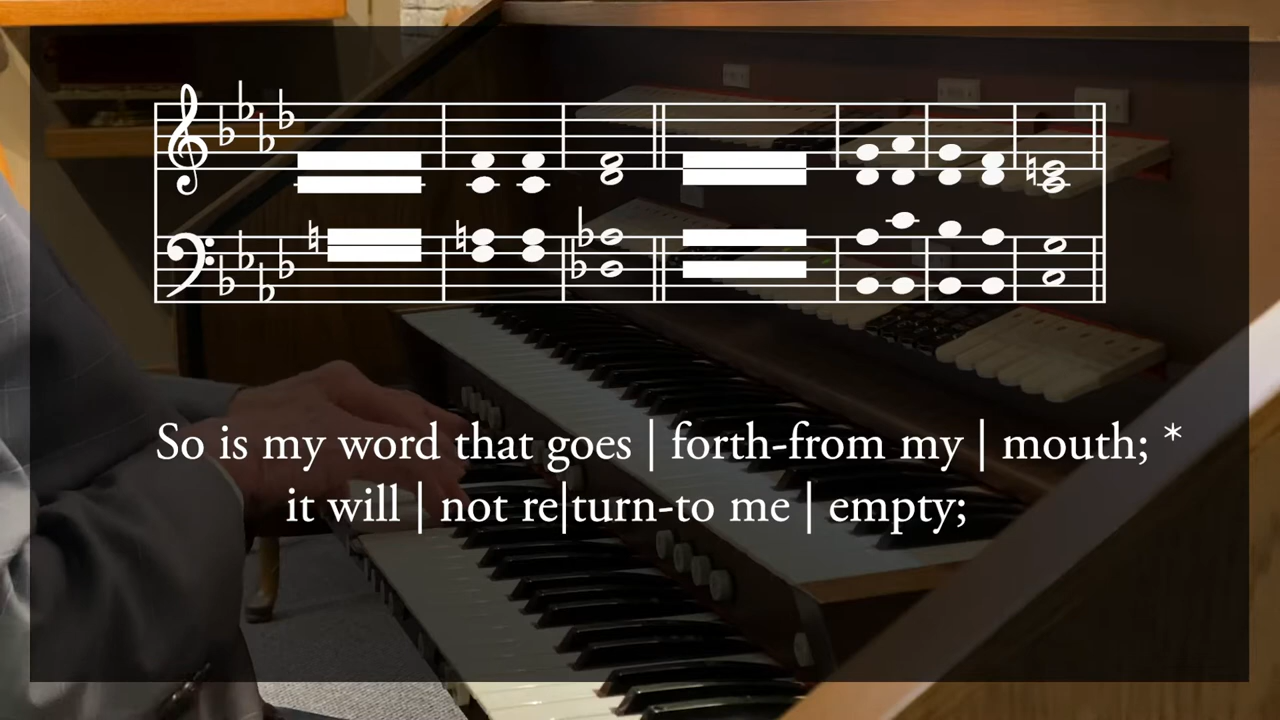 So is my word that goes | forth-from my | mouth; *
it will | not re|turn-to me | empty;